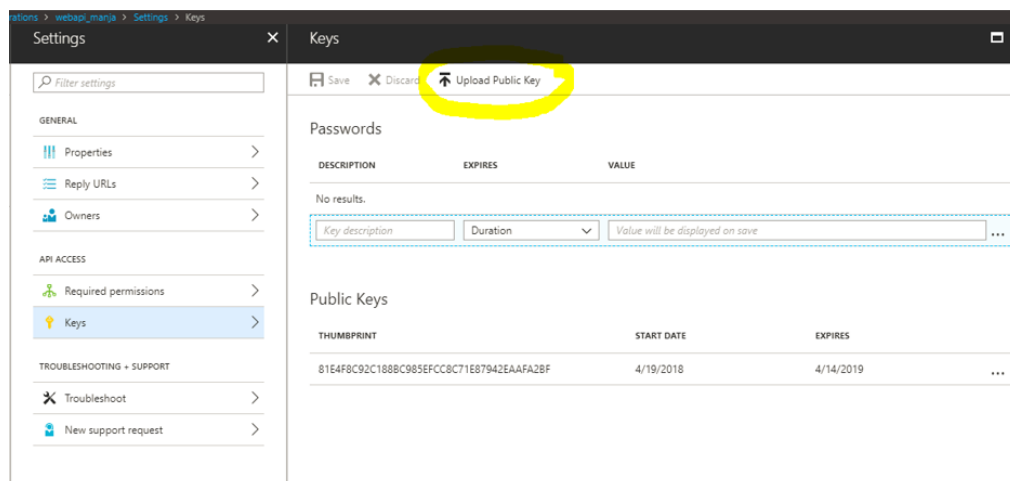 ations > webapi_manja > Settings > Keys
Settings
Keys
Filter settings
Save Discard Upload Public Key
GENERAL
Properties
Reply URLs
Owners
API ACCESS
Required permissions
Keys
TROUBLESHOOTING + SUPPORT
Troubleshoot
New support request
Passwords
DESCRIPTION EXPIRES VALUE
No results.
Key description Duration Value will be displayed on save
Public Keys
THUMBPRINT START DATE EXPIRES
81E4F8C92C188BC985EFCC8C71E87942EAAFA2BF 4/19/2018 4/14/2019